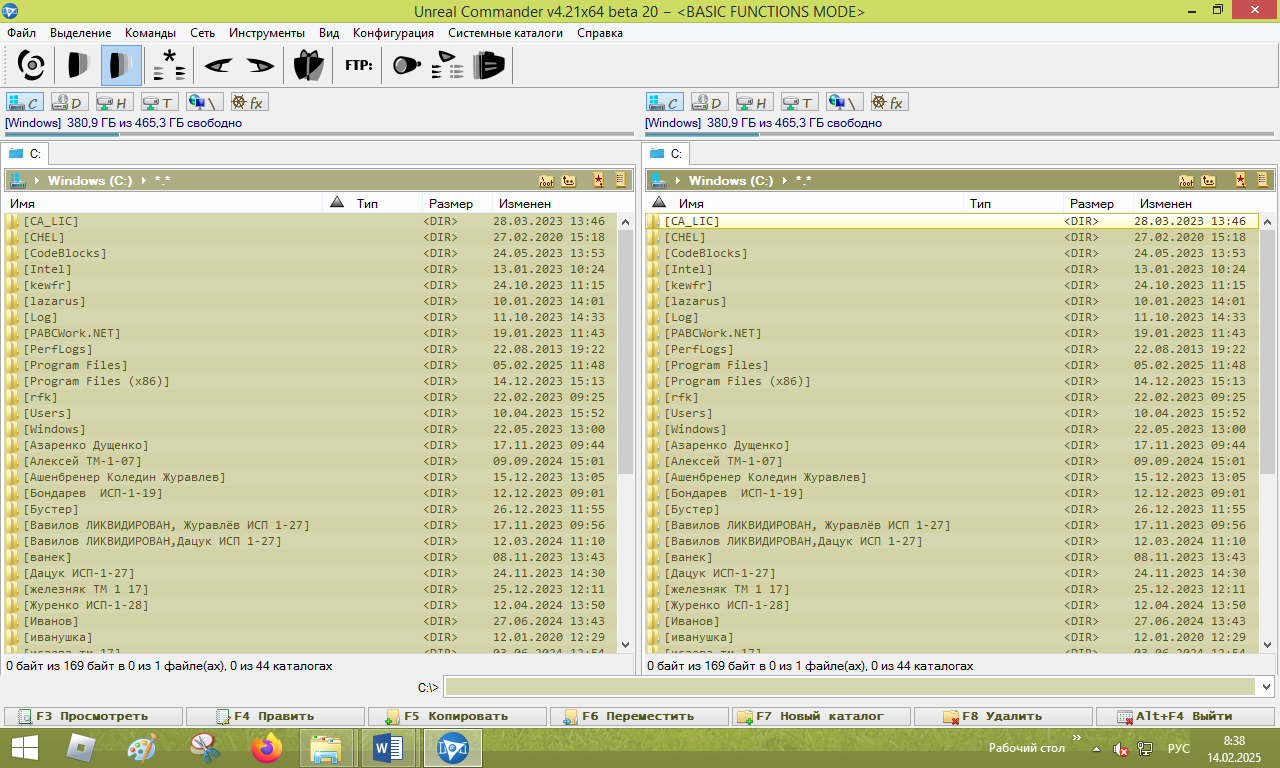 Unreal Commander v4.21x64 beta 20 – <BASIC FUNCTIONS MODE>
Файл Выделение Команды Сеть Инструменты Вид Конфигурация Системные каталоги Справка
FTP:
C D H T \ fx C D H T \ fx
[Windows] 380,9 ГБ из 465,3 ГБ свободно [Windows] 380,9 ГБ из 465,3 ГБ свободно
C: C:
Windows (C:) *.* Windows (C:) *.*
Имя Тип Размер Изменен Имя Тип Размер Изменен
[CA_LIC] <DIR> 28.03.2023 13:46 [CA_LIC] <DIR> 28.03.2023 13:46
[CHEL] <DIR> 27.02.2020 15:18 [CHEL] <DIR> 27.02.2020 15:18
[CodeBlocks] <DIR> 24.05.2023 13:53 [CodeBlocks] <DIR> 24.05.2023 13:53
[Intel] <DIR> 13.01.2023 10:24 [Intel] <DIR> 13.01.2023 10:24
[kewfr] <DIR> 24.10.2023 11:15 [kewfr] <DIR> 24.10.2023 11:15
[lazarus] <DIR> 10.01.2023 14:01 [lazarus] <DIR> 10.01.2023 14:01
[Log] <DIR> 11.10.2023 14:33 [Log] <DIR> 11.10.2023 14:33
[PABCWork.NET] <DIR> 19.01.2023 11:43 [PABCWork.NET] <DIR> 19.01.2023 11:43
[PerfLogs] <DIR> 22.08.2013 19:22 [PerfLogs] <DIR> 22.08.2013 19:22
[Program Files] <DIR> 05.02.2025 11:48 [Program Files] <DIR> 05.02.2025 11:48
[Program Files (x86)] <DIR> 14.12.2023 15:13 [Program Files (x86)] <DIR> 14.12.2023 15:13
[rfk] <DIR> 22.02.2023 09:25 [rfk] <DIR> 22.02.2023 09:25
[Users] <DIR> 10.04.2023 15:52 [Users] <DIR> 10.04.2023 15:52
[Windows] <DIR> 22.05.2023 13:00 [Windows] <DIR> 22.05.2023 13:00
[Азаренко Дущенко] <DIR> 17.11.2023 09:44 [Азаренко Дущенко] <DIR> 17.11.2023 09:44
[Алексей ТМ-1-07] <DIR> 09.09.2024 15:01 [Алексей ТМ-1-07] <DIR> 09.09.2024 15:01
[Ашенбренер Коледин Журавлев] <DIR> 15.12.2023 13:05 [Ашенбренер Коледин Журавлев] <DIR> 15.12.2023 13:05
[Бондарев  ИСП-1-19] <DIR> 12.12.2023 09:01 [Бондарев  ИСП-1-19] <DIR> 12.12.2023 09:01
[Бустер] <DIR> 26.12.2023 11:55 [Бустер] <DIR> 26.12.2023 11:55
[Вавилов ЛИКВИДИРОВАН, Журавлёв ИСП 1-27] <DIR> 17.11.2023 09:56 [Вавилов ЛИКВИДИРОВАН, Журавлёв ИСП 1-27] <DIR> 17.11.2023 09:56
[Вавилов ЛИКВИДИРОВАН,Дацук ИСП 1-27] <DIR> 12.03.2024 11:10 [Вавилов ЛИКВИДИРОВАН,Дацук ИСП 1-27] <DIR> 12.03.2024 11:10
[ванек] <DIR> 08.11.2023 13:43 [ванек] <DIR> 08.11.2023 13:43
[Дацук ИСП-1-27] <DIR> 24.11.2023 14:30 [Дацук ИСП-1-27] <DIR> 24.11.2023 14:30
[железняк ТМ 1 17] <DIR> 25.12.2023 12:11 [железняк ТМ 1 17] <DIR> 25.12.2023 12:11
[Журенко ИСП-1-28] <DIR> 12.04.2024 13:50 [Журенко ИСП-1-28] <DIR> 12.04.2024 13:50
[Иванов] <DIR> 27.06.2024 13:43 [Иванов] <DIR> 27.06.2024 13:43
[иванушка] <DIR> 12.01.2020 12:29 [иванушка] <DIR> 12.01.2020 12:29
0 байт из 169 байт в 0 из 1 файле(ах), 0 из 44 каталогах 0 байт из 169 байт в 0 из 1 файле(ах), 0 из 44 каталогах
C:\>
F3 Просмотреть F4 Править F5 Копировать F6 Переместить F7 Новый каталог F8 Удалить Alt+F4 Выйти
Рабочий стол » РУС 8:38
14.02.2025